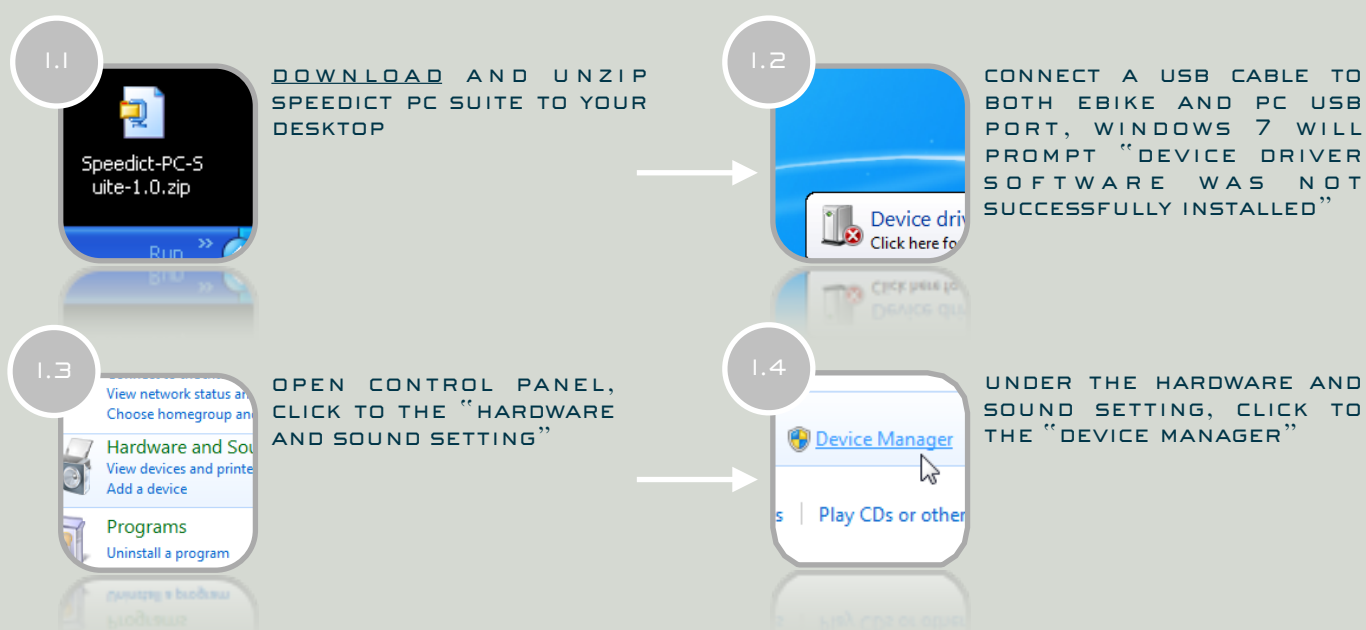 1.1
DOWNLOAD AND UNZIP
SPEEDICT PC SUITE TO YOUR
DESKTOP
Speedict-PC-S
uite-1.0.zip
Run »
1.2
CONNECT A USB CABLE TO
BOTH EBIKE AND PC USB
PORT, WINDOWS 7 WILL
PROMPT “DEVICE DRIVER
SOFTWARE WAS NOT
SUCCESSFULLY INSTALLED”
Device driv
Click here fo
1.3
OPEN CONTROL PANEL,
CLICK TO THE “HARDWARE
AND SOUND SETTING”
View network status an
Choose homegroup and
Hardware and Sou
View devices and printe
Add a device
Programs
Uninstall a program
1.4
UNDER THE HARDWARE AND
SOUND SETTING, CLICK TO
THE “DEVICE MANAGER”
Device Manager
s | Play CDs or other